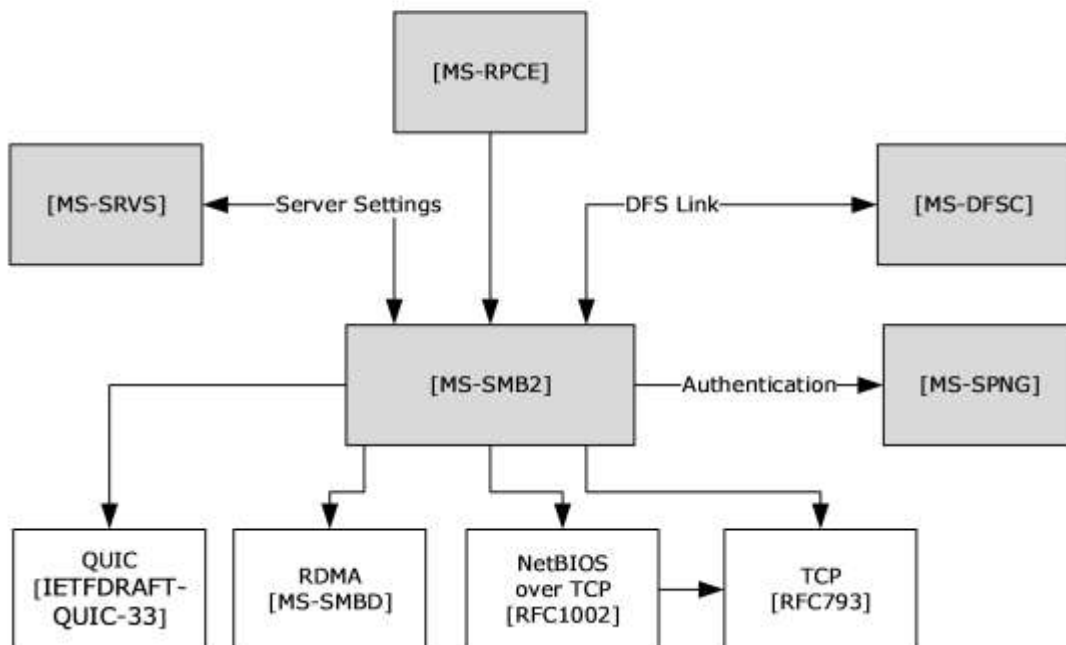 [MS-RPCE]
[MS-SRVS]
Server Settings
DFS Link
[MS-DFSC]
[MS-SMB2]
Authentication
[MS-SPNG]
QUIC
[IETFDRAFT-
QUIC-33]
RDMA
[MS-SMBD]
NetBIOS
over TCP
[RFC1002]
TCP
[RFC793]